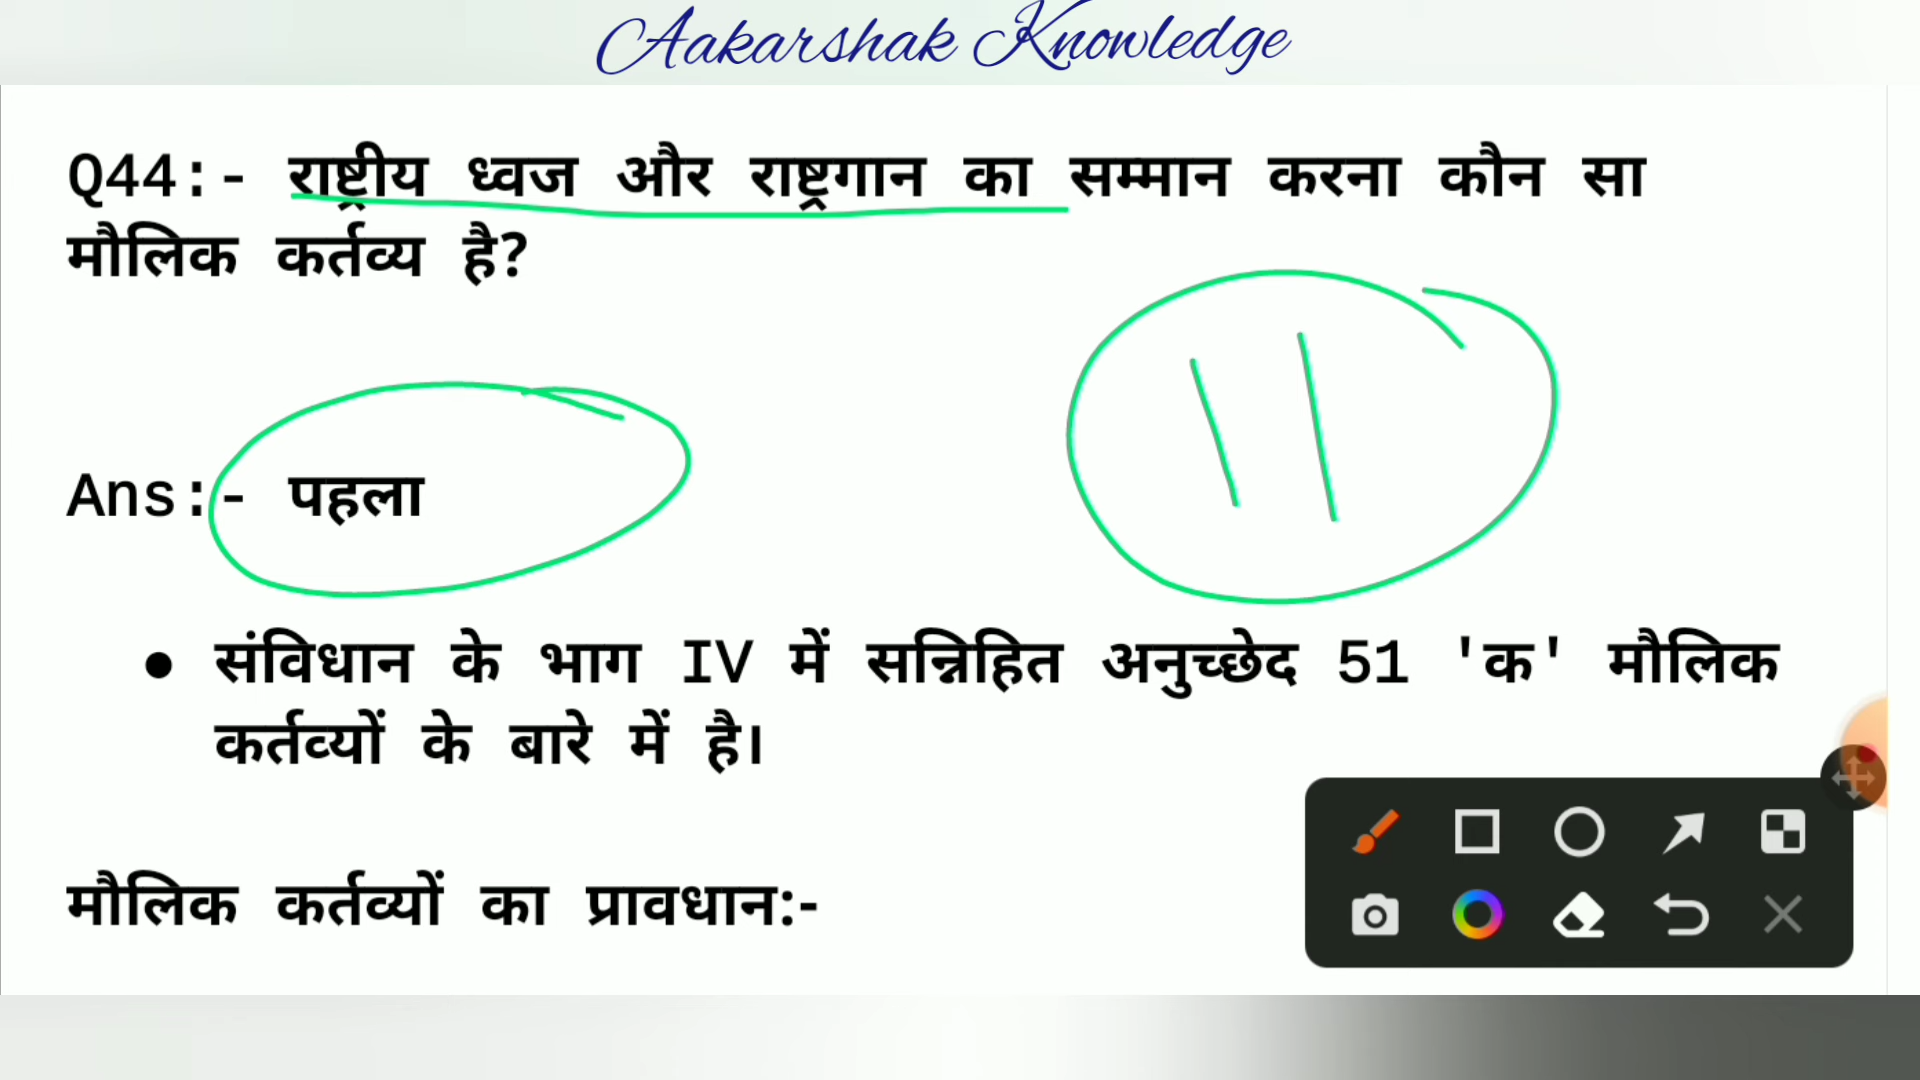 Aakarshak Knowledge
Q44:- राष्ट्रीय ध्वज और राष्ट्रगान का सम्मान करना कौन सा
मौलिक कर्तव्य है?
11
Ans:- पहला
● संविधान के भाग IV में सन्निहित अनुच्छेद 51 'क' मौलिक
कर्तव्यों के बारे में है।
मौलिक कर्तव्यों का प्रावधान:-